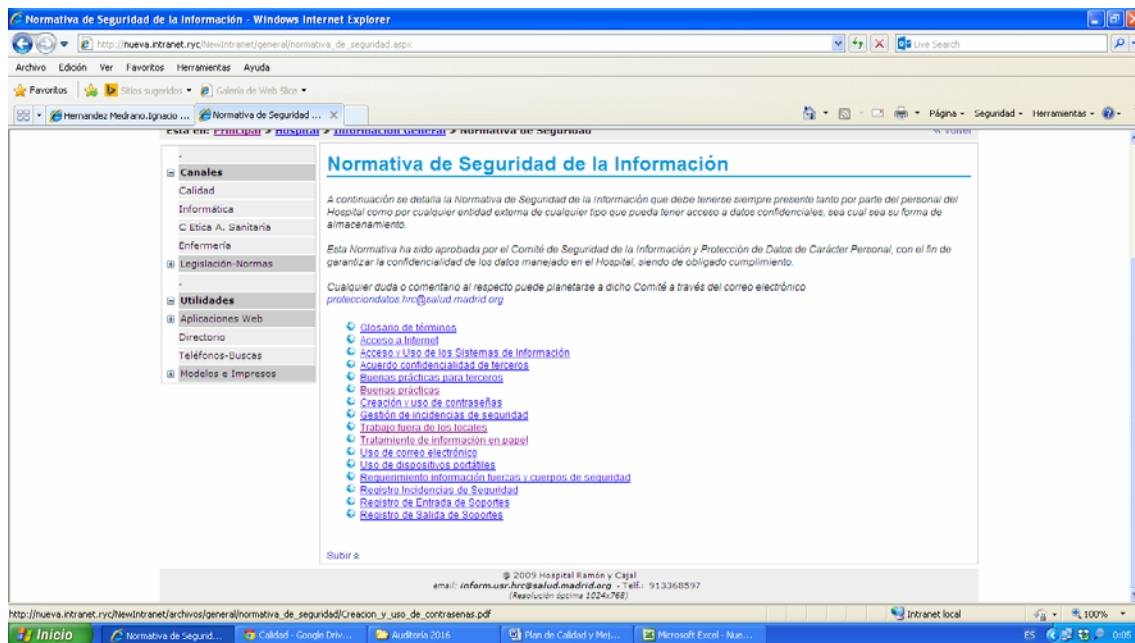 Normativa de Seguridad de la Información - Windows Internet Explorer
http://nueva.intranet.ryc/NewIntranet/general/normativa_de_seguridad.aspx
Live Search
Archivo Edición Ver Favoritos Herramientas Ayuda
Favoritos Sitios sugeridos Galería de Web Slice
Hernandez Medrano.Ignacio ... Normativa de Seguridad ... Página Seguridad Herramientas
Esta en: Principal > Hospital > Información General > Normativa de Seguridad Volver
Canales
Calidad
Informática
C Etica A. Sanitaria
Enfermería
Legislación-Normas
Utilidades
Aplicaciones Web
Directorio
Teléfonos-Buscas
Modelos e Impresos
Normativa de Seguridad de la Información
A continuación se detalla la Normativa de Seguridad de la Información que debe tenerse siempre presente tanto por parte del personal del
Hospital como por cualquier entidad externa de cualquier tipo que pueda tener acceso a datos confidenciales, sea cual sea su forma de
almacenamiento.
Esta Normativa ha sido aprobada por el Comité de Seguridad de la Información y Protección de Datos de Carácter Personal, con el fin de
garantizar la confidencialidad de los datos manejado en el Hospital, siendo de obligado cumplimiento.
Cualquier duda o comentario al respecto puede planetarse a dicho Comité a través del correo electrónico
protecciondatos.hrc@salud.madrid.org
Glosario de términos
Acceso a Internet
Acceso y Uso de los Sistemas de Información
Acuerdo confidencialidad de terceros
Buenas prácticas para terceros
Buenas prácticas
Creación y uso de contraseñas
Gestión de incidencias de seguridad
Trabajo fuera de los locales
Tratamiento de información en papel
Uso de correo electrónico
Uso de dispositivos portátiles
Requerimiento información fuerzas y cuerpos de seguridad
Registro Incidencias de Seguridad
Registro de Entrada de Soportes
Registro de Salida de Soportes
Subir
© 2009 Hospital Ramón y Cajal
email: inform.usr.hrc@salud.madrid.org - Telf.: 913368597
(Resolución óptima 1024x768)
http://nueva.intranet.ryc/NewIntranet/archivos/general/normativa_de_seguridad/Creacion_y_uso_de_contrasenas.pdf Intranet local 100%
Inicio Normativa de Segurid... Calidad - Google Driv... Auditoría 2016 Plan de Calidad y Mej... Microsoft Excel - Nue... ES 0:03